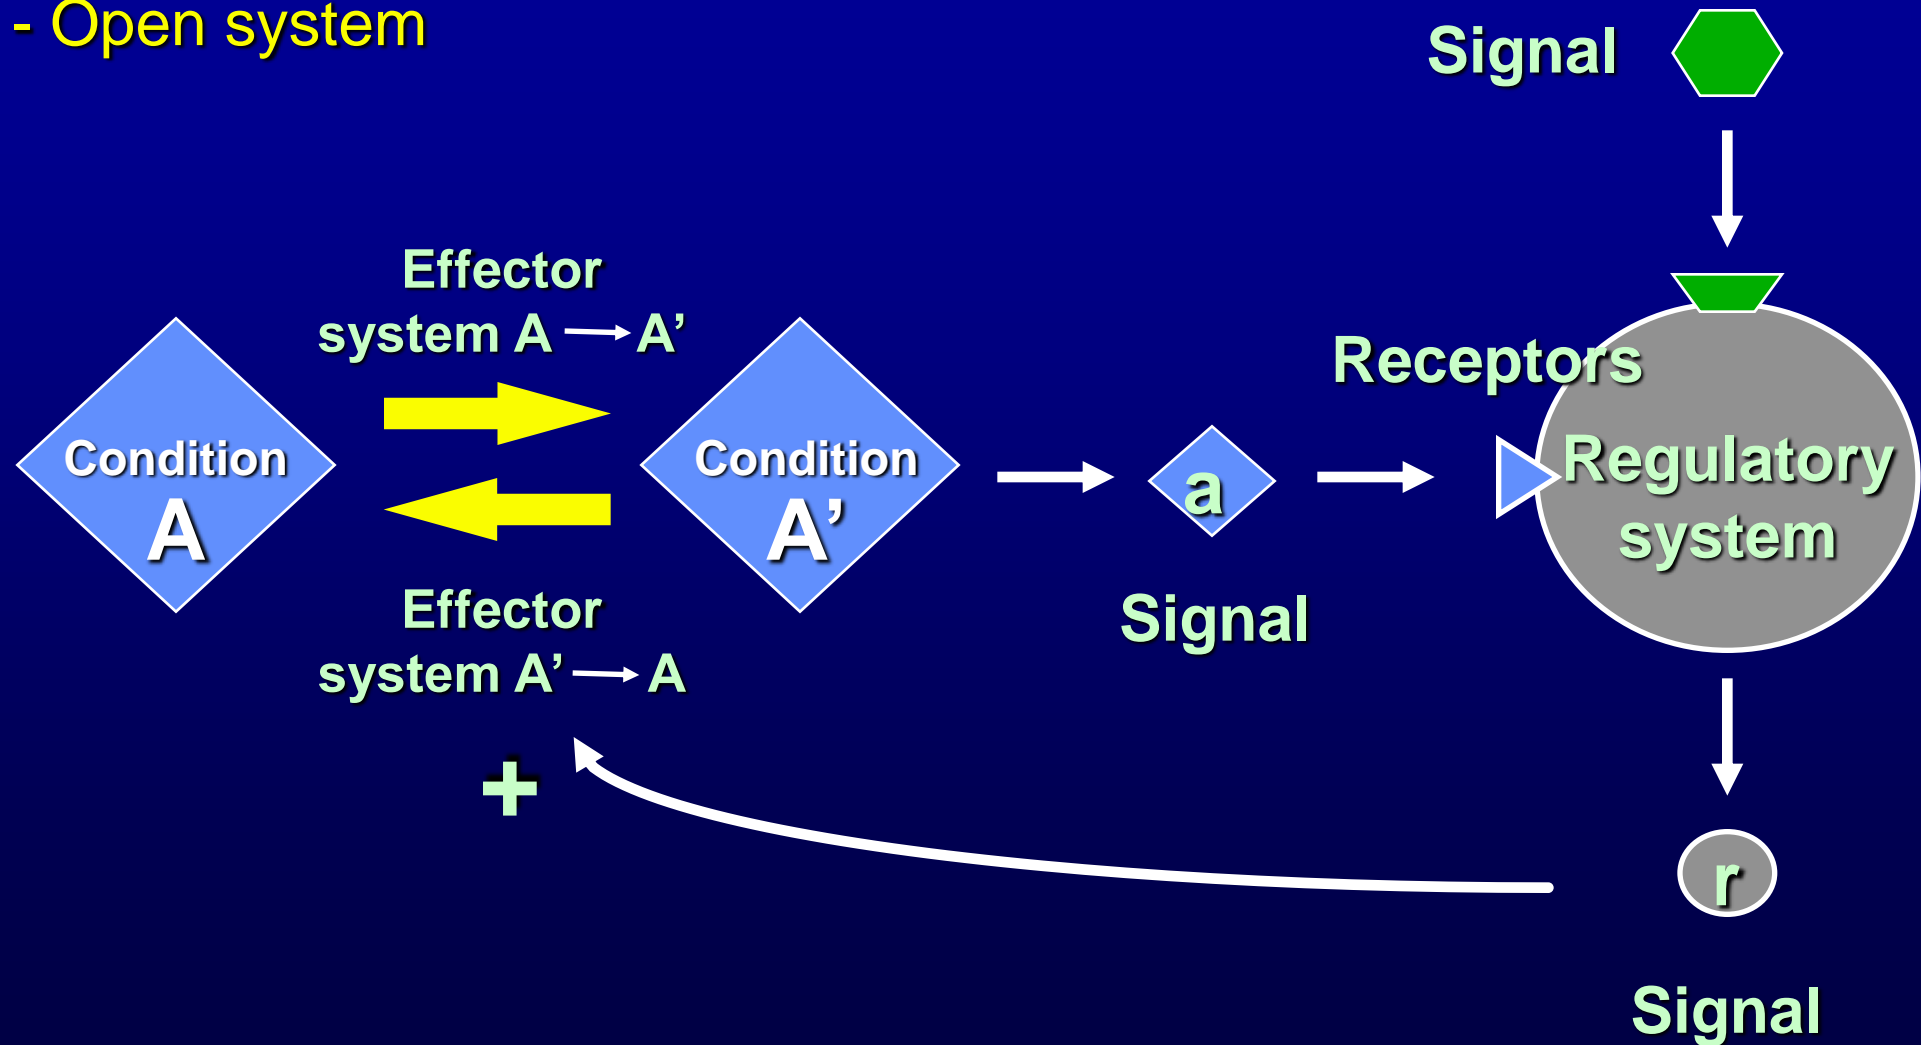 - Open system
Signal
Effector
system A → A’
Receptors
Condition
A
Condition
A’
a
Regulatory
system
Effector
system A’ → A
Signal
+
r
Signal